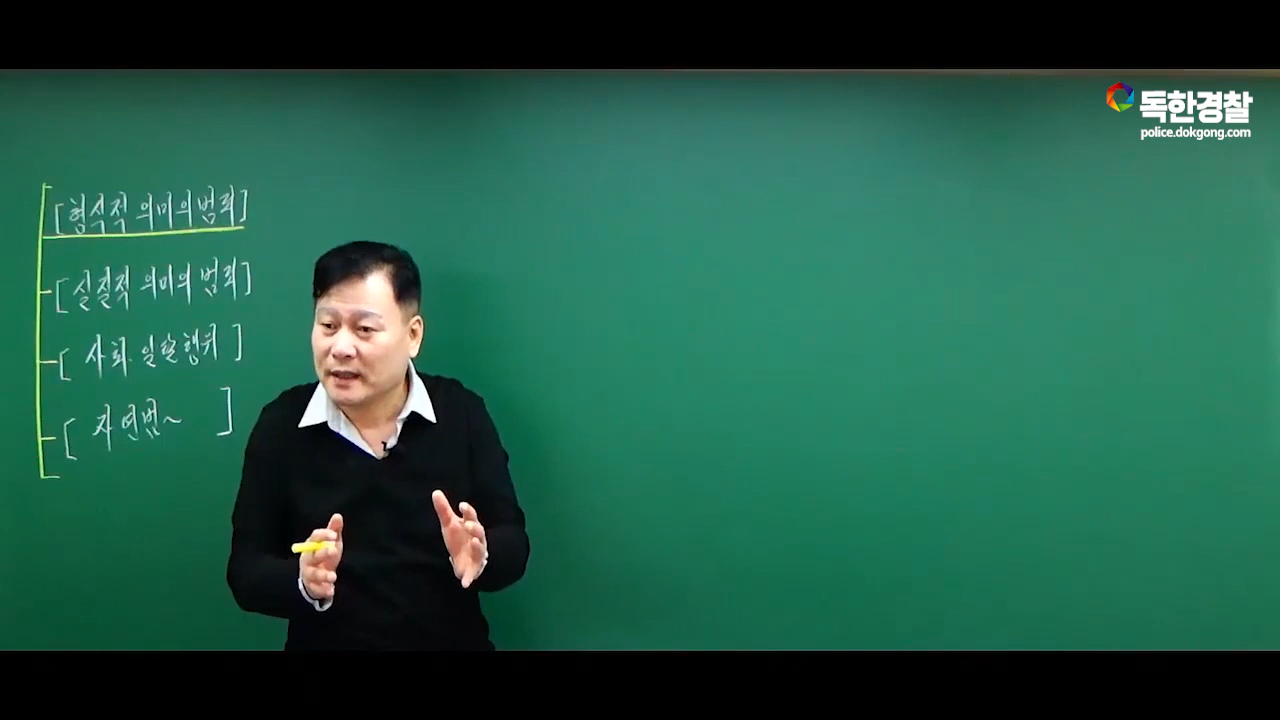 독한경찰
police.dokgong.com
[형식적 의미의 범죄]
[실질적 의미의 범죄]
[사회 일탈행위]
[자연범~ ]